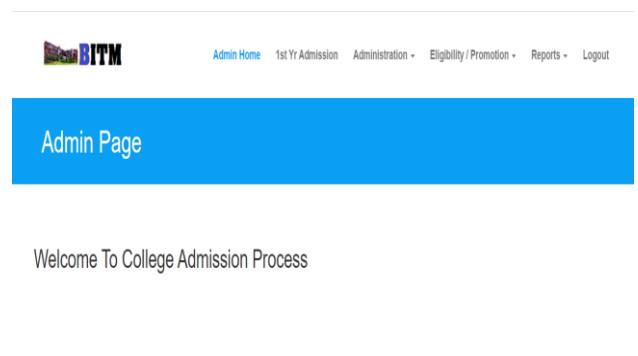 BITM
Admin Home 1st Yr Admission Administration Eligibility / Promotion Reports Logout
Admin Page
Welcome To College Admission Process